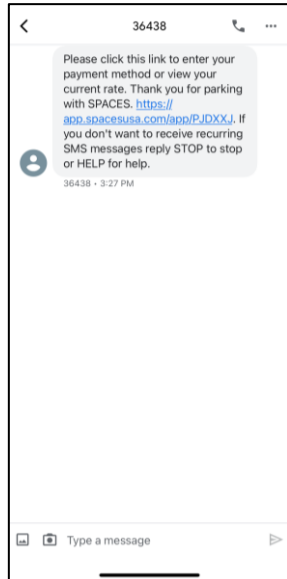 36438
Please click this link to enter your
payment method or view your
current rate. Thank you for parking
with SPACES. https://
app.spacesusa.com/app/PJDXXJ. If
you don't want to receive recurring
SMS messages reply STOP to stop
or HELP for help.
36438 • 3:27 PM
Type a message